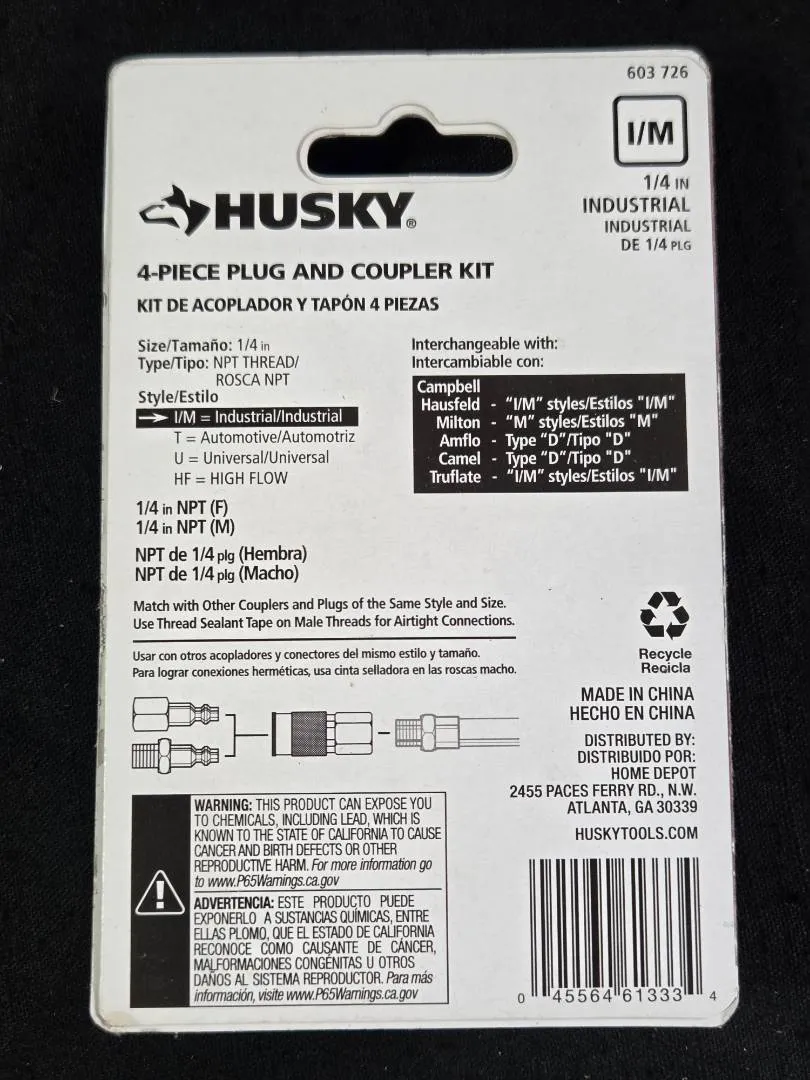 603 726
I/M
1/4 IN
INDUSTRIAL
INDUSTRIAL
DE 1/4 PLG
HUSKY®
4-PIECE PLUG AND COUPLER KIT
KIT DE ACOPLADOR Y TAPÓN 4 PIEZAS
Size/Tamaño: 1/4 in
Type/Tipo: NPT THREAD/
ROSCA NPT
Style/Estilo
I/M = Industrial/Industrial
T = Automotive/Automotriz
U = Universal/Universal
HF = HIGH FLOW
1/4 in NPT (F)
1/4 in NPT (M)
NPT de 1/4 plg (Hembra)
NPT de 1/4 plg (Macho)
Interchangeable with:
Intercambiable con:
Campbell
Hausfeld - "I/M" styles/Estilos "I/M"
Milton - "M" styles/Estilos "M"
Amflo - Type "D"/Tipo "D"
Camel - Type "D"/Tipo "D"
Truflate - "I/M" styles/Estilos "I/M"
Match with Other Couplers and Plugs of the Same Style and Size.
Use Thread Sealant Tape on Male Threads for Airtight Connections.
Usar con otros acopladores y conectores del mismo estilo y tamaño.
Para lograr conexiones herméticas, usa cinta selladora en las roscas macho.
Recycle
Recicla
MADE IN CHINA
HECHO EN CHINA
DISTRIBUTED BY:
DISTRIBUIDO POR:
HOME DEPOT
2455 PACES FERRY RD., N.W.
ATLANTA, GA 30339
HUSKYTOOLS.COM
WARNING: THIS PRODUCT CAN EXPOSE YOU
TO CHEMICALS, INCLUDING LEAD, WHICH IS
KNOWN TO THE STATE OF CALIFORNIA TO CAUSE
CANCER AND BIRTH DEFECTS OR OTHER
REPRODUCTIVE HARM. For more information go
to www.P65Warnings.ca.gov
ADVERTENCIA: ESTE PRODUCTO PUEDE
EXPONERLO A SUSTANCIAS QUÍMICAS, ENTRE
ELLAS PLOMO, QUE EL ESTADO DE CALIFORNIA
RECONOCE COMO CAUSANTE DE CÁNCER,
MALFORMACIONES CONGÉNITAS U OTROS
DAÑOS AL SISTEMA REPRODUCTOR. Para más
información, visite www.P65Warnings.ca.gov
0 45564 61333 4